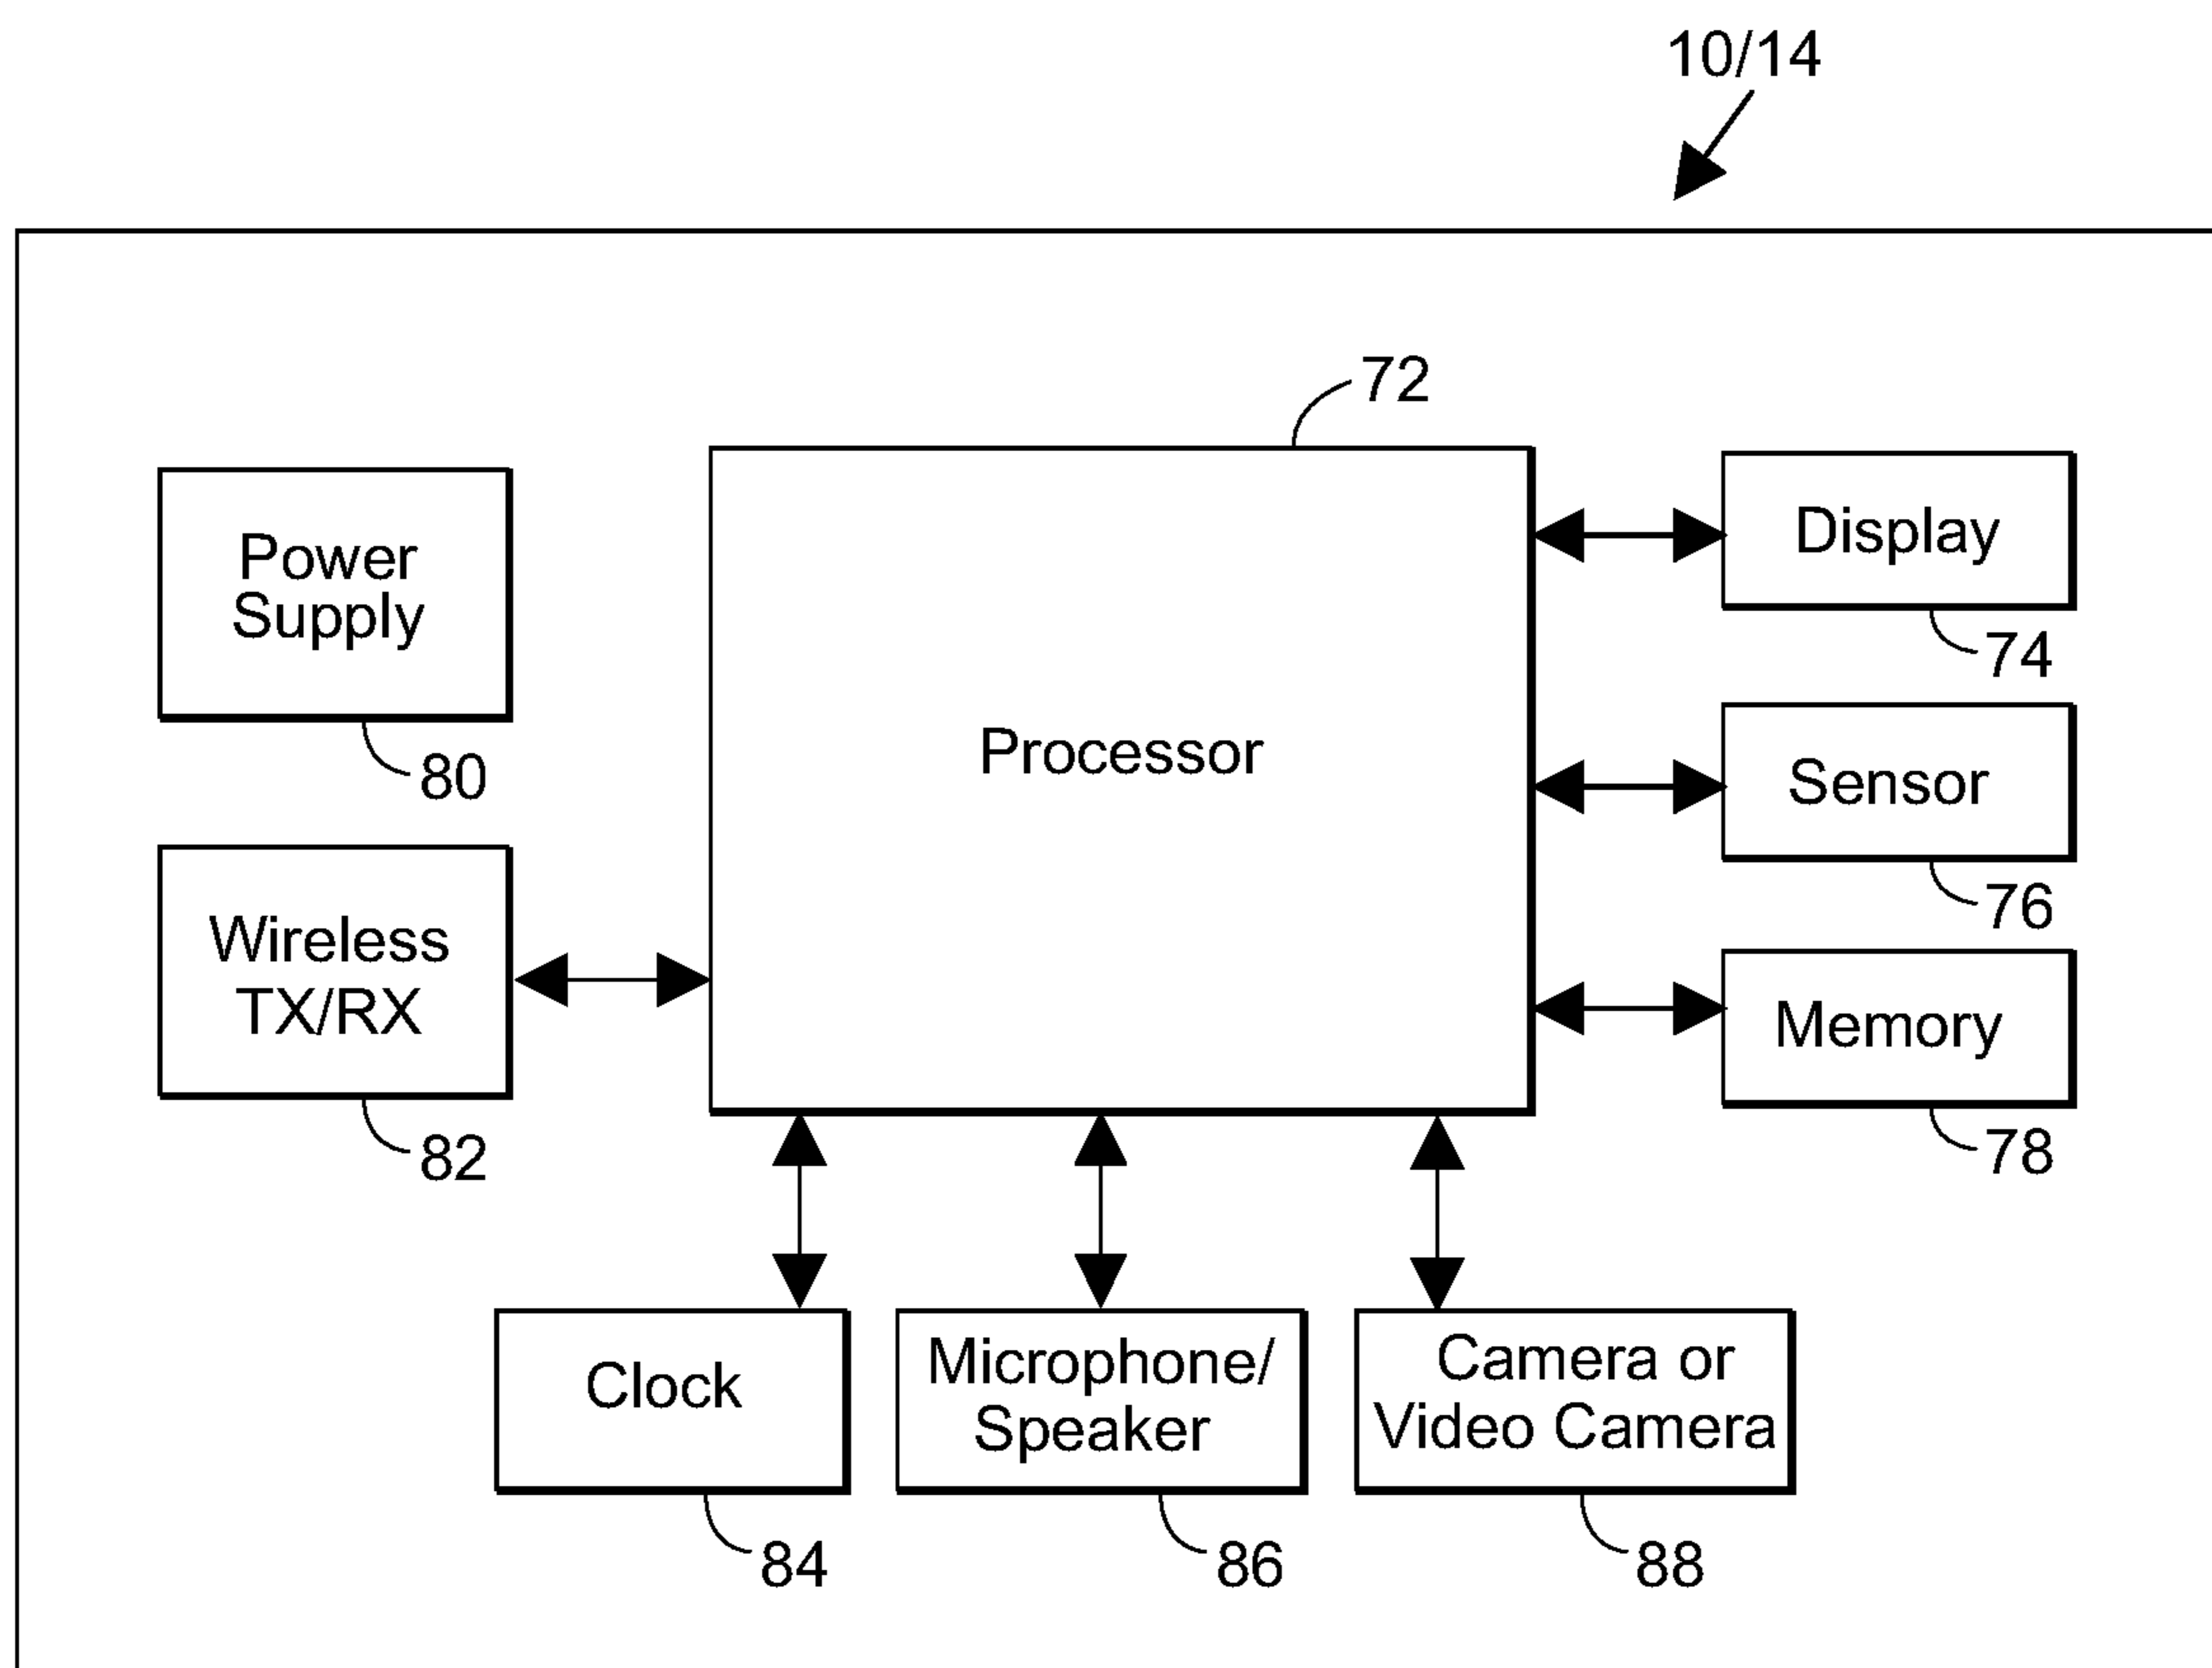 10/14
72
Power
Supply
80
Processor
Display
74
Sensor
76
Wireless
TX/RX
82
Memory
78
Clock
84
Microphone/
Speaker
86
Camera or
Video Camera
88